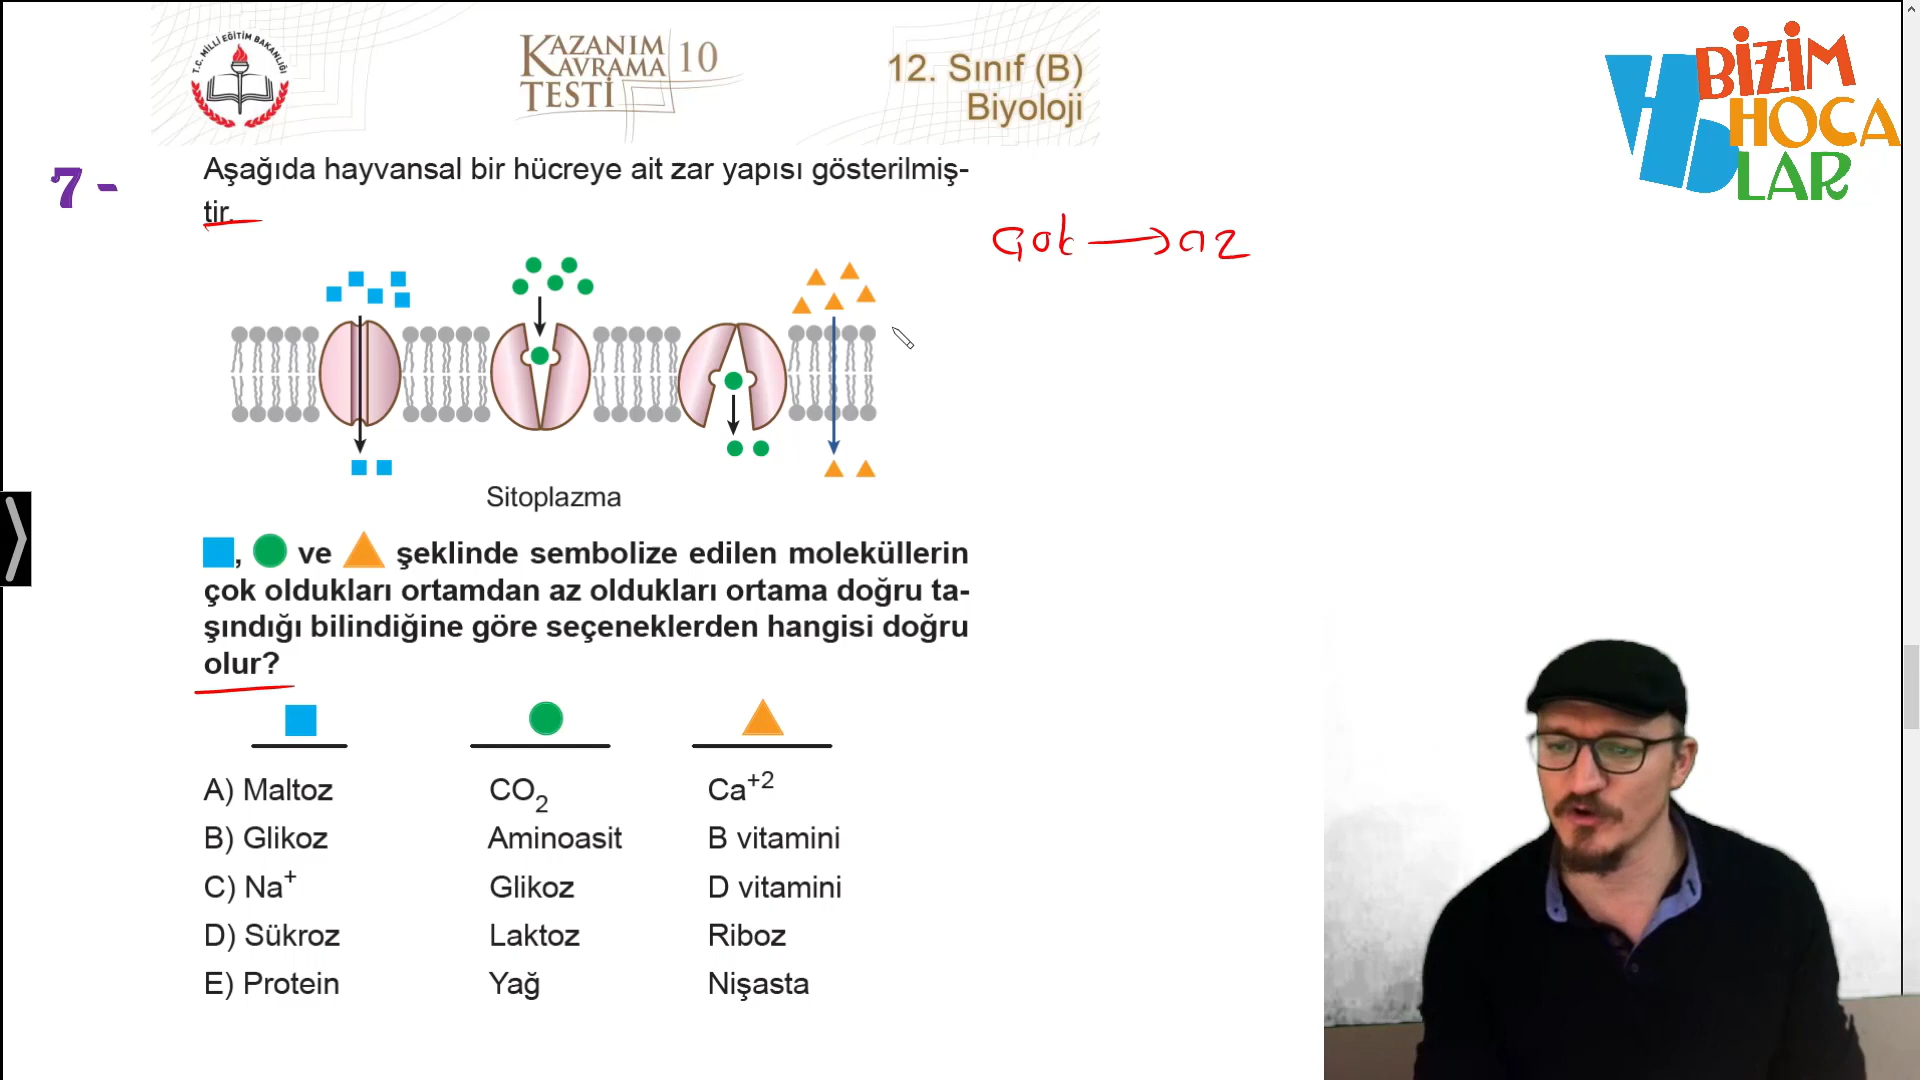 T.C. MİLLİ EĞİTİM BAKANLIĞI
KAZANIM
KAVRAMA 10
TESTİ
12. Sınıf (B)
Biyoloji
BİZİM
HOCA
LAR
7 -
Aşağıda hayvansal bir hücreye ait zar yapısı gösterilmiş-
tir.
Çok → az
Sitoplazma
, ve şeklinde sembolize edilen moleküllerin
çok oldukları ortamdan az oldukları ortama doğru ta-
şındığı bilindiğine göre seçeneklerden hangisi doğru
olur?
A) Maltoz CO2 Ca+2
B) Glikoz Aminoasit B vitamini
C) Na+ Glikoz D vitamini
D) Sükroz Laktoz Riboz
E) Protein Yağ Nişasta